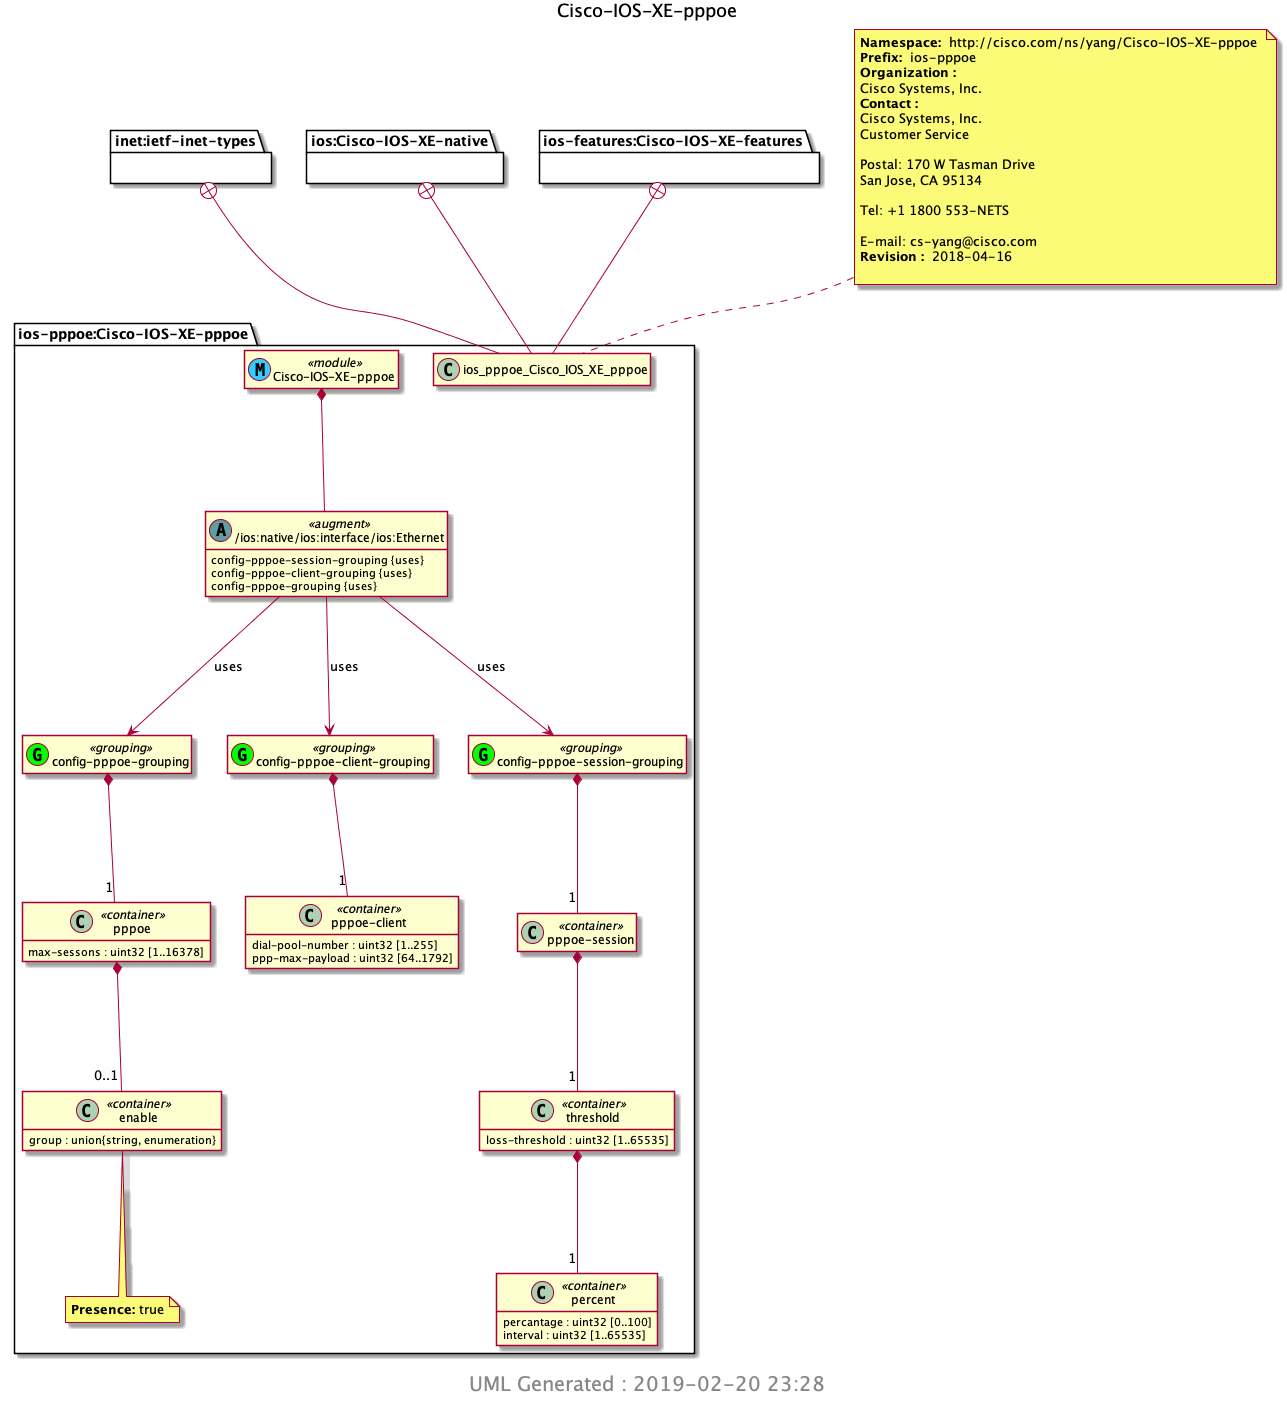 Cisco-IOS-XE-pppoe
Namespace: http://cisco.com/ns/yang/Cisco-IOS-XE-pppoe
Prefix: ios-pppoe
Organization :
Cisco Systems, Inc.
Contact :
Cisco Systems, Inc.
Customer Service
Postal: 170 W Tasman Drive
San Jose, CA 95134
Tel: +1 1800 553-NETS
E-mail: cs-yang@cisco.com
Revision : 2018-04-16
inet:ietf-inet-types
ios:Cisco-IOS-XE-native
ios-features:Cisco-IOS-XE-features
ios-pppoe:Cisco-IOS-XE-pppoe
M
«module»
Cisco-IOS-XE-pppoe
C
ios_pppoe_Cisco_IOS_XE_pppoe
A
«augment»
/ios:native/ios:interface/ios:Ethernet
config-pppoe-session-grouping {uses}
config-pppoe-client-grouping {uses}
config-pppoe-grouping {uses}
uses
uses
uses
G
«grouping»
config-pppoe-grouping
G
«grouping»
config-pppoe-client-grouping
G
«grouping»
config-pppoe-session-grouping
1
1
1
C
«container»
pppoe
max-sessons : uint32 [1..16378]
C
«container»
pppoe-client
dial-pool-number : uint32 [1..255]
ppp-max-payload : uint32 [64..1792]
C
«container»
pppoe-session
0..1
1
C
«container»
enable
group : union{string, enumeration}
C
«container»
threshold
loss-threshold : uint32 [1..65535]
1
Presence: true
C
«container»
percent
percantage : uint32 [0..100]
interval : uint32 [1..65535]
UML Generated : 2019-02-20 23:28